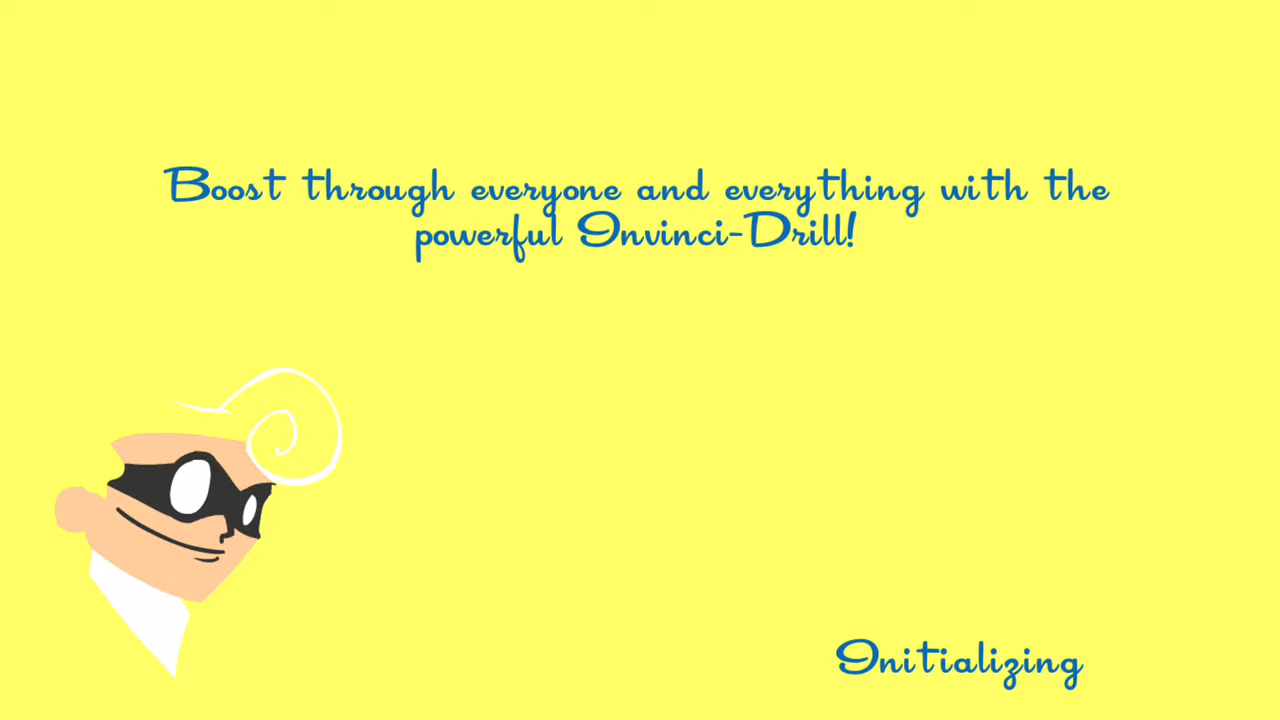 Boost through everyone and everything with the
powerful Invinci-Drill!
Initializing